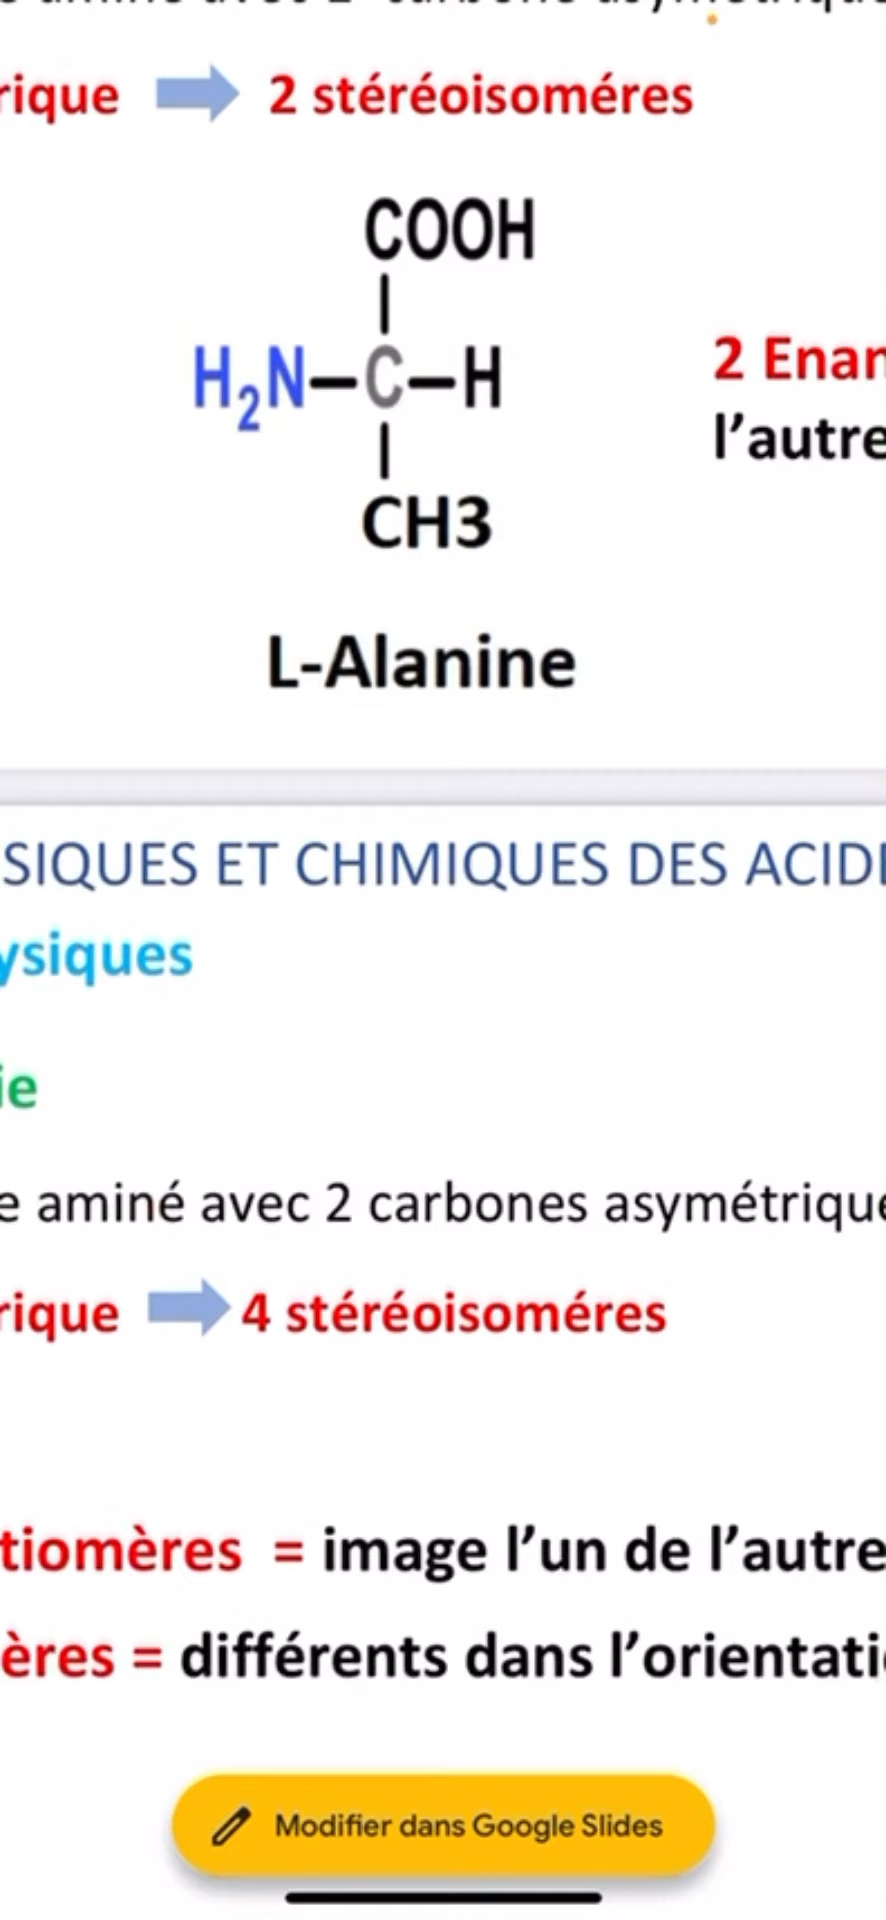 rique 2 stéréoisoméres
COOH
H₂N–C–H
CH3
2 Enan
l’autre
L-Alanine
SIQUES ET CHIMIQUES DES ACIDE
ysiques
ie
e aminé avec 2 carbones asymétrique
rique 4 stéréoisoméres
tiomères = image l’un de l’autre
ères = différents dans l’orientati
Modifier dans Google Slides